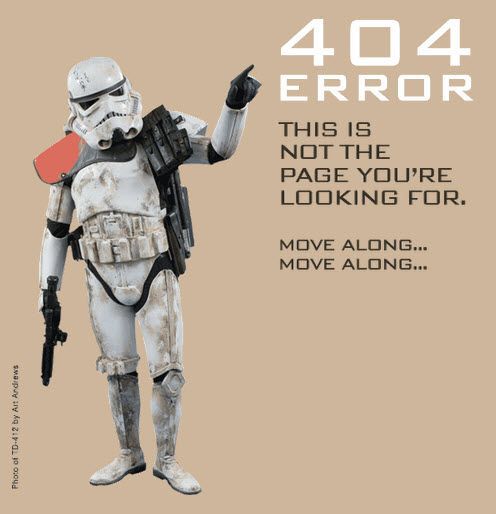 404
ERROR
THIS IS
NOT THE
PAGE YOU'RE
LOOKING FOR.
MOVE ALONG...
MOVE ALONG...
Photo of TD-412 by Art Andrews